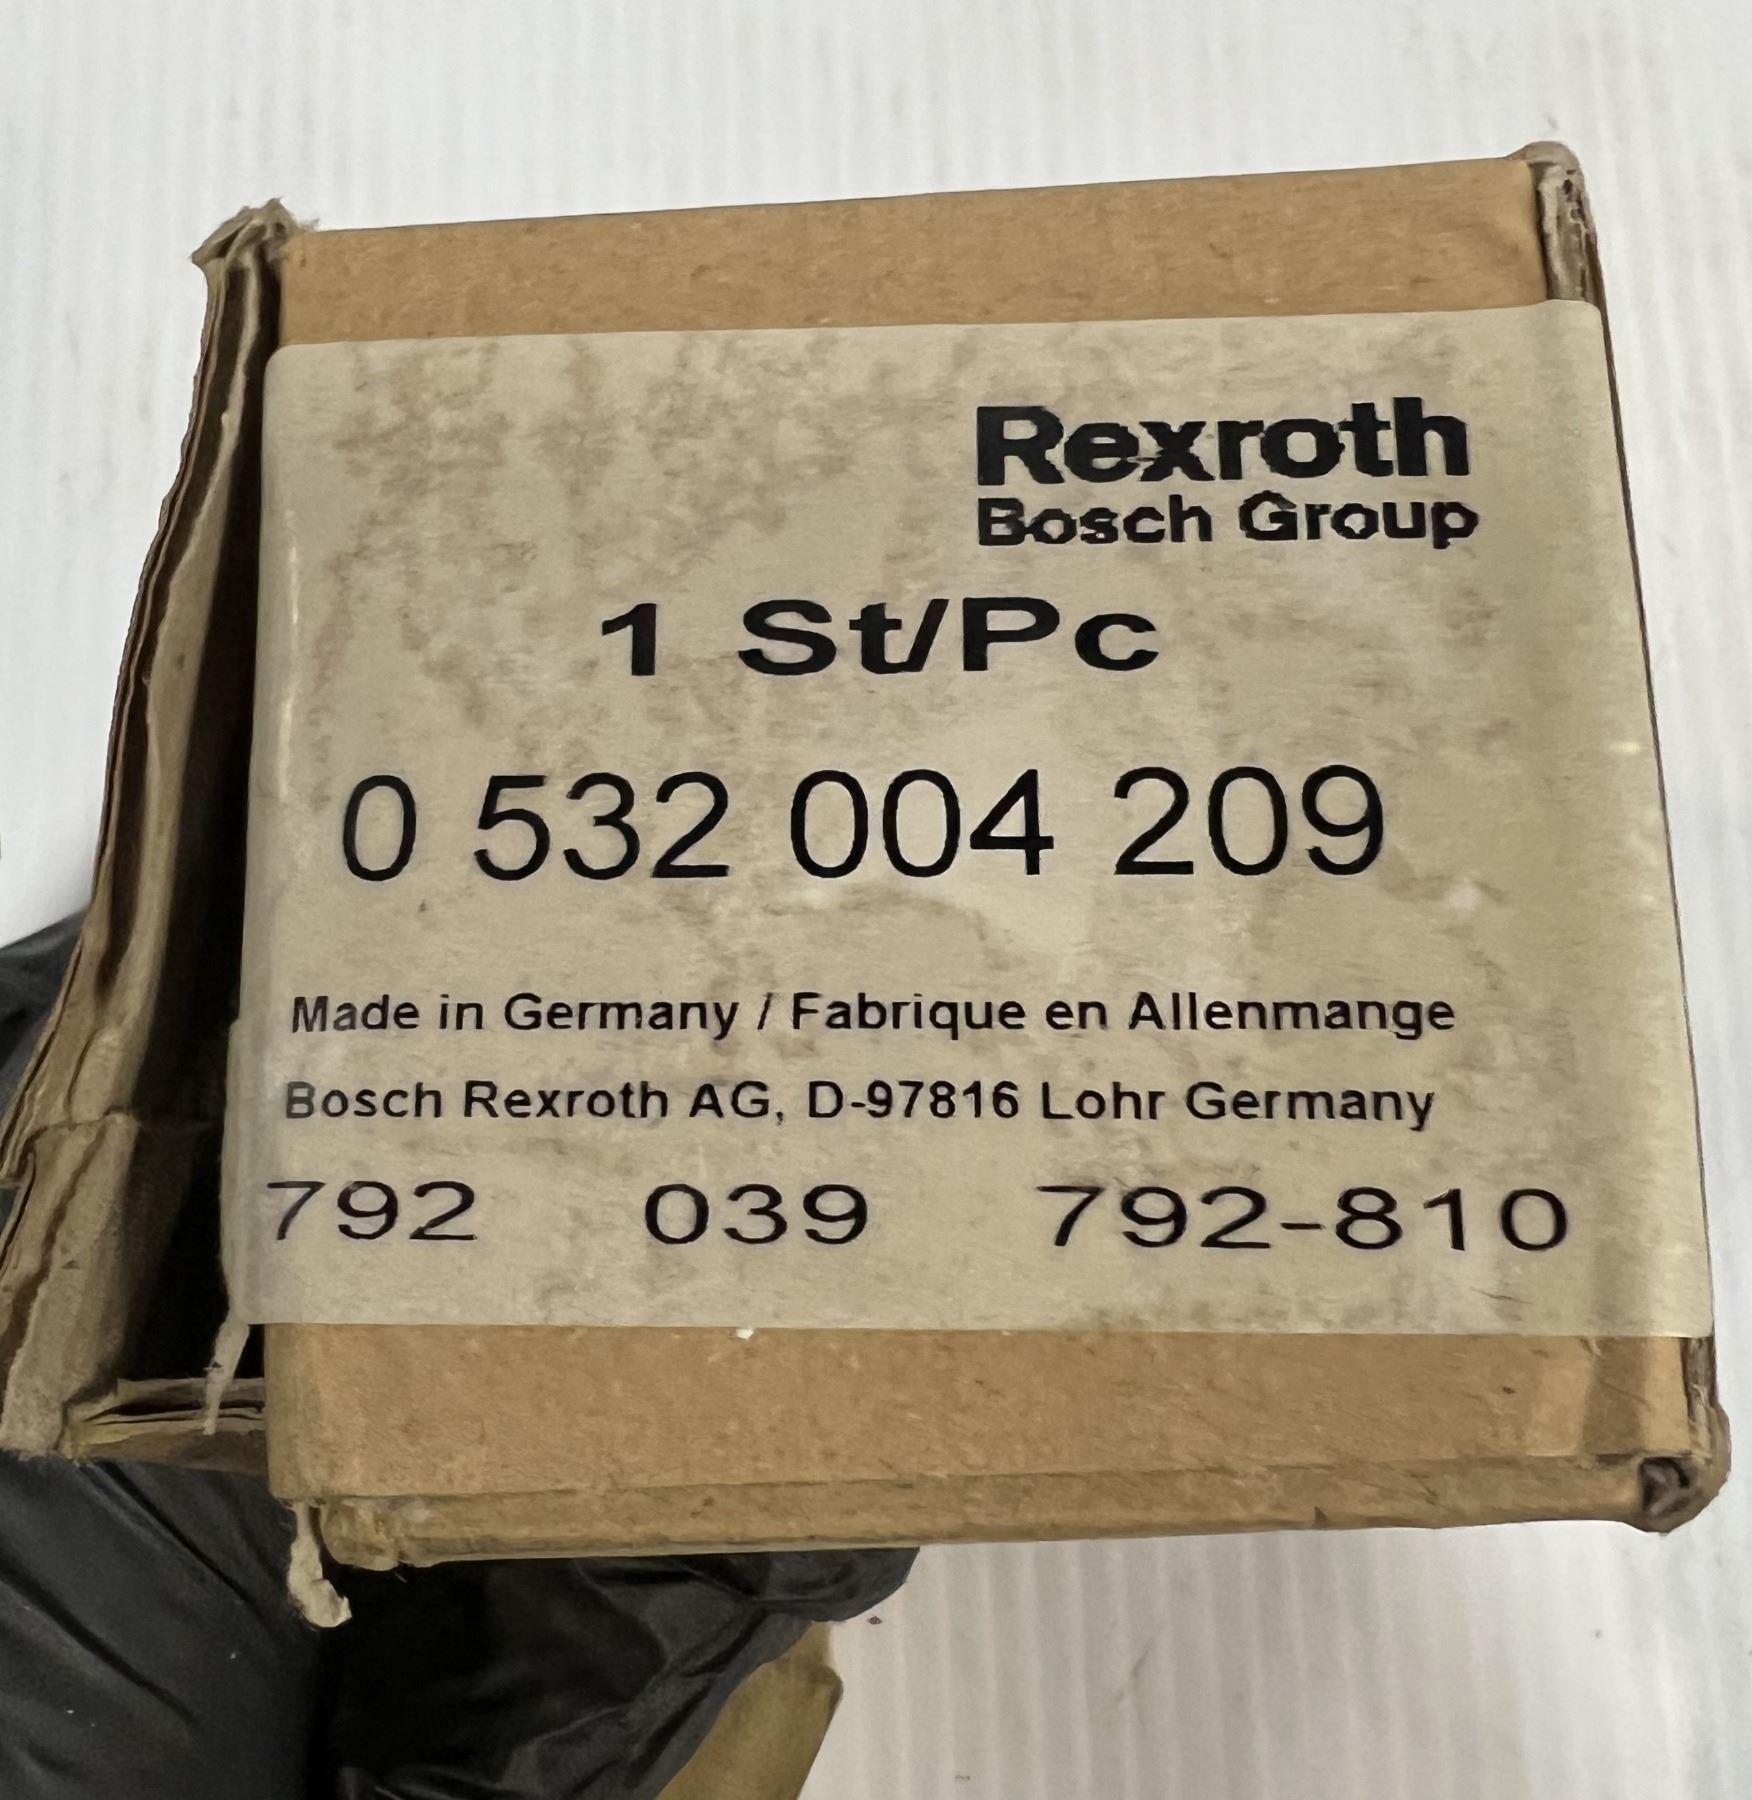 Rexroth
Bosch Group
1 St/Pc
0 532 004 209
Made in Germany / Fabrique en Allenmange
Bosch Rexroth AG, D-97816 Lohr Germany
792 039 792-810